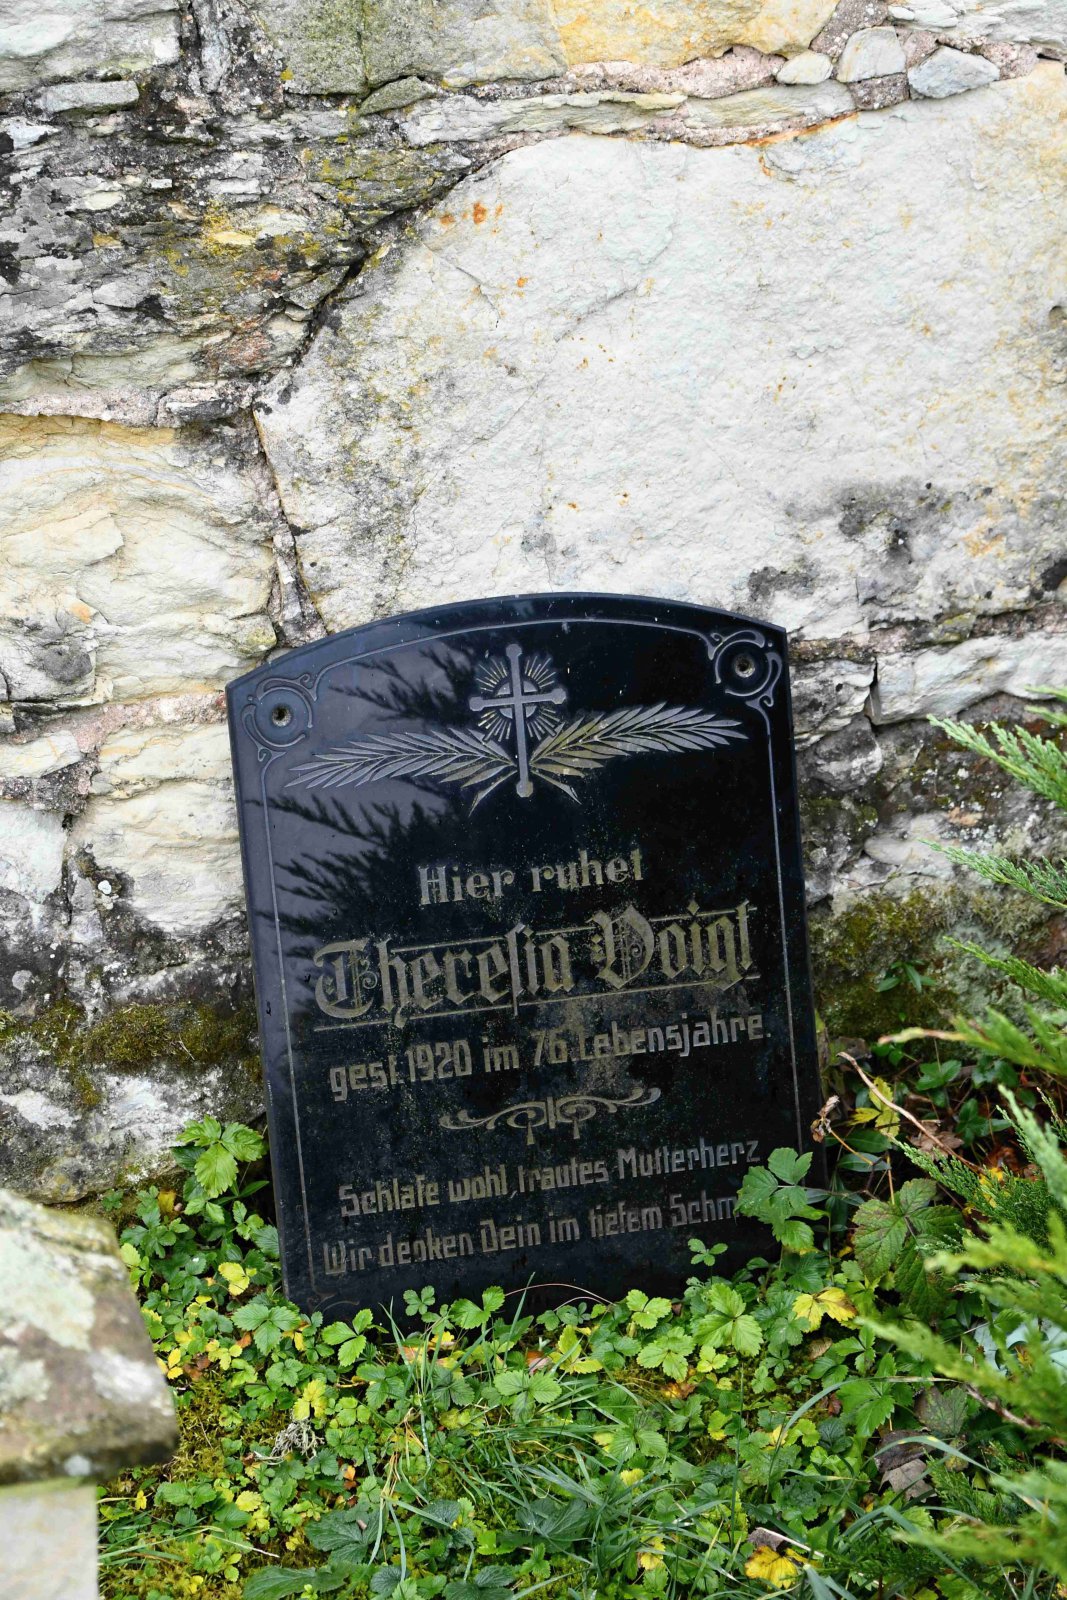 Hier ruhet
Theresia Voigt
gest. 1920 im 76. Lebensjahre.
Schlafe wohl, trautes Mutterherz
Wir denken Dein im tiefem